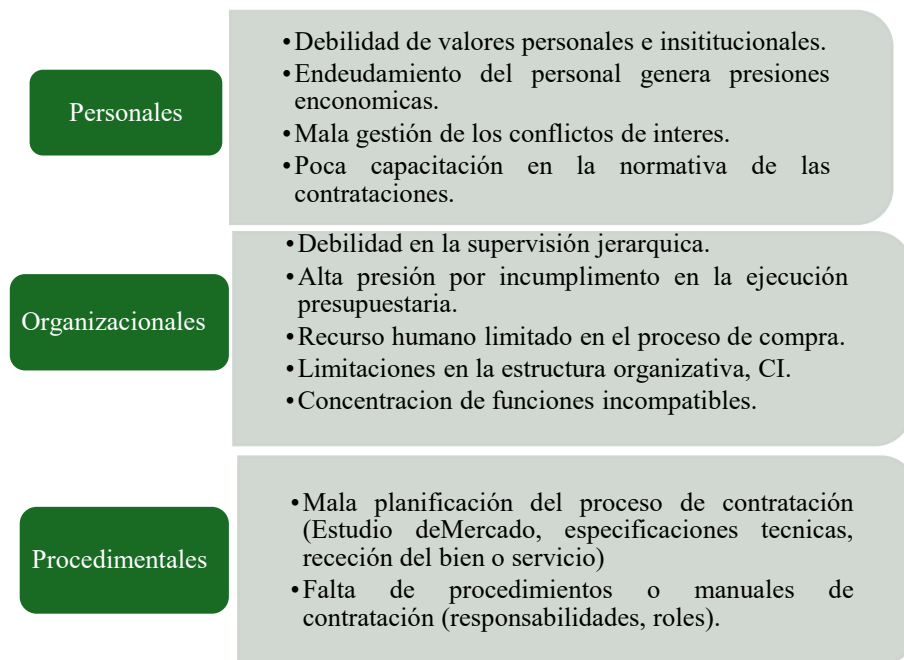 Personales
•Debilidad de valores personales e insititucionales.
•Endeudamiento del personal genera presiones
enconomicas.
•Mala gestión de los conflictos de interes.
•Poca capacitación en la normativa de las
contrataciones.
Organizacionales
•Debilidad en la supervisión jerarquica.
•Alta presión por incumplimento en la ejecución
presupuestaria.
•Recurso humano limitado en el proceso de compra.
•Limitaciones en la estructura organizativa, CI.
•Concentracion de funciones incompatibles.
Procedimentales
•Mala planificación del proceso de contratación
(Estudio deMercado, especificaciones tecnicas,
receción del bien o servicio)
•Falta de procedimientos o manuales de
contratación (responsabilidades, roles).